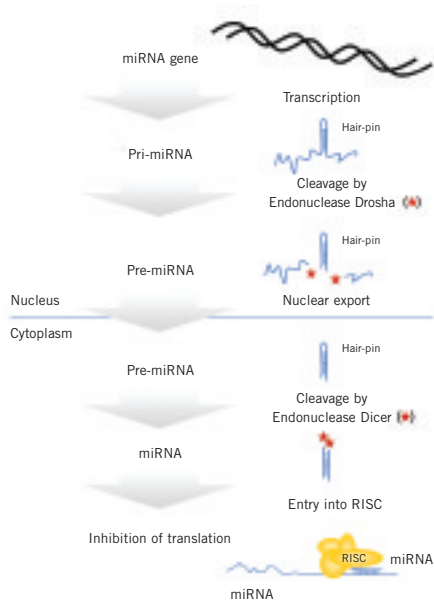 miRNA gene
Transcription
Hair-pin
Pri-miRNA
Cleavage by
Endonuclease Drosha (★)
Hair-pin
Pre-miRNA
Nucleus
Nuclear export
Cytoplasm
Hair-pin
Pre-miRNA
Cleavage by
Endonuclease Dicer (★)
miRNA
Entry into RISC
Inhibition of translation
RISC
miRNA
miRNA